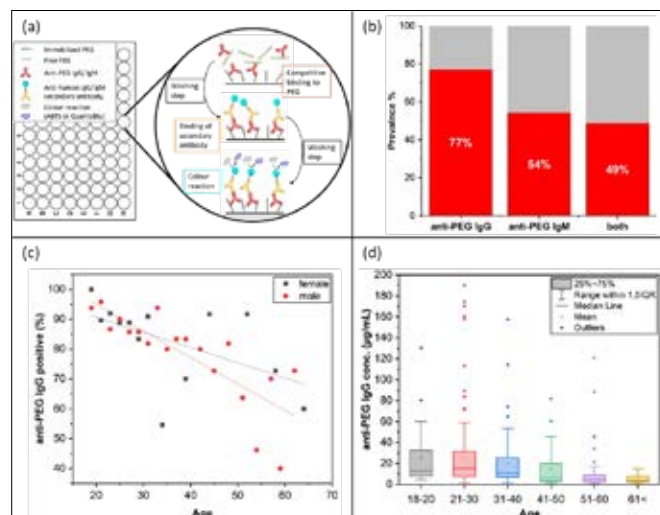 (a)
Immobilized PEG
Free PEG
Anti-PEG IgG/IgM
Anti-human IgG/IgM
secondary antibody
Colour reaction
Washing
step
Competitive
binding to
PEG
Binding of
secondary
antibody
Washing
step
Colour
reaction
(b)
Prevalence %
100
80
60
40
20
0
77%
54%
49%
anti-PEG IgG
anti-PEG IgM
both
(c)
anti-PEG IgG positive (%)
100
90
80
70
60
50
40
female
male
20
30
40
50
60
70
Age
(d)
anti-PEG IgG conc. (µg/mL)
200
180
160
140
120
100
80
60
40
20
0
25%~75%
Range within
Median Line
Mean
Outliers
18-20
21-30
31-40
41-50
51-60
61<
Age